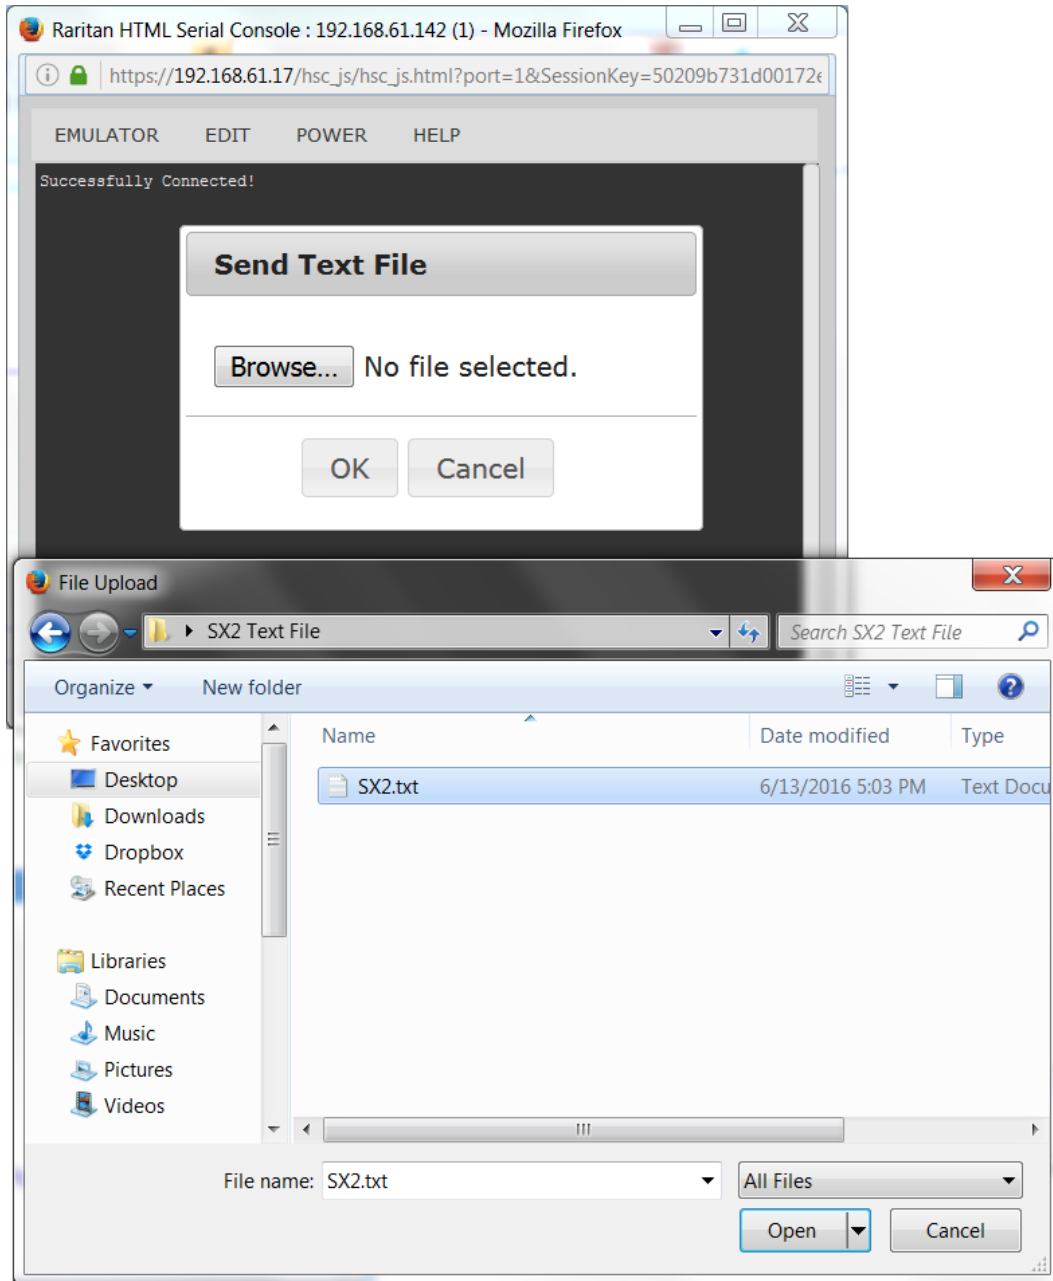 Raritan HTML Serial Console : 192.168.61.142 (1) - Mozilla Firefox
https://192.168.61.17/hsc_js/hsc_js.html?port=1&SessionKey=50209b731d00172e
EMULATOR EDIT POWER HELP
Successfully Connected!
Send Text File
Browse... No file selected.
OK Cancel
File Upload
SX2 Text File Search SX2 Text File
Organize New folder
Name Date modified Type
Favorites
SX2.txt 6/13/2016 5:03 PM Text Docu
Desktop
Downloads
Dropbox
Recent Places
Libraries
Documents
Music
Pictures
Videos
File name: SX2.txt All Files
Open Cancel